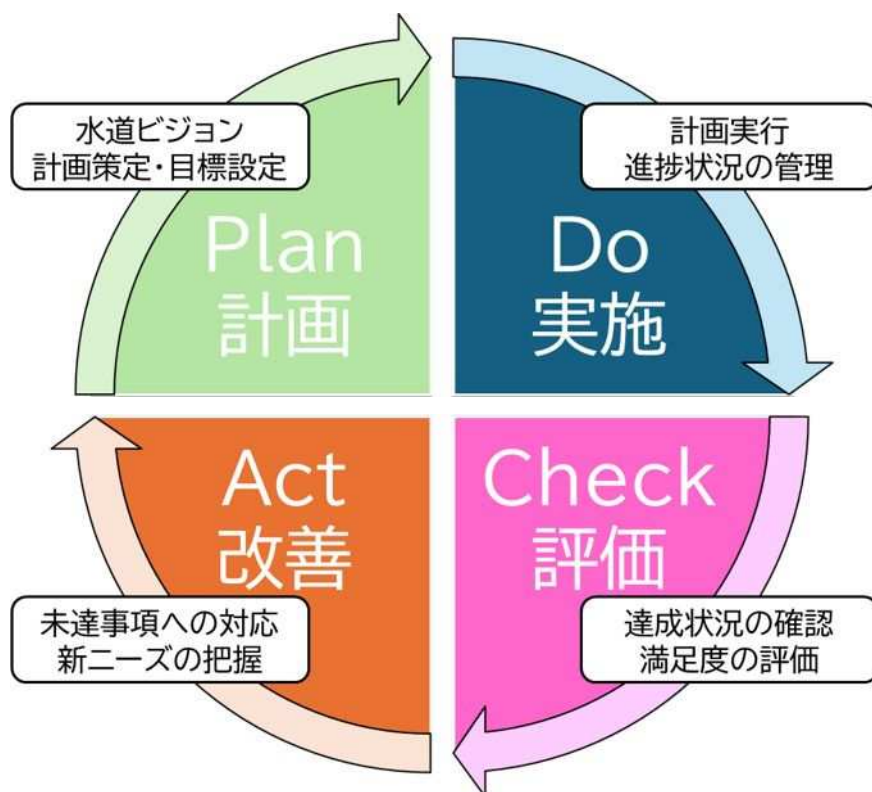 水道ビジョン
計画策定・目標設定
Plan
計画
計画実行
進捗状況の管理
Do
実施
Act
改善
未達事項への対応
新ニーズの把握
Check
評価
達成状況の確認
満足度の評価